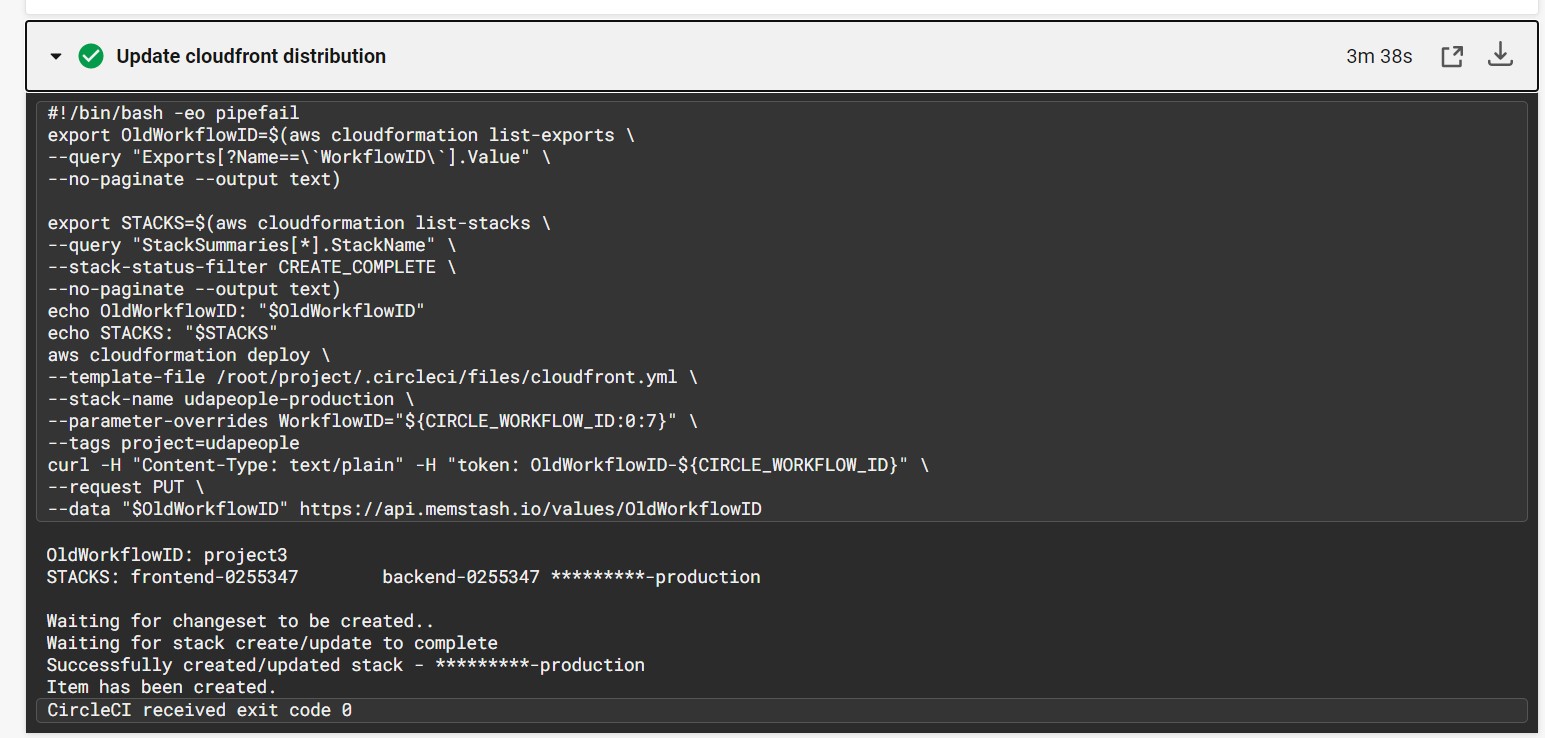 Update cloudfront distribution
3m 38s
#!/bin/bash -eo pipefail
export OldWorkflowID=$(aws cloudformation list-exports \
--query "Exports[?Name==\`WorkflowID\`].Value" \
--no-paginate --output text)
export STACKS=$(aws cloudformation list-stacks \
--query "StackSummaries[*].StackName" \
--stack-status-filter CREATE_COMPLETE \
--no-paginate --output text)
echo OldWorkflowID: "$OldWorkflowID"
echo STACKS: "$STACKS"
aws cloudformation deploy \
--template-file /root/project/.circleci/files/cloudfront.yml \
--stack-name udapeople-production \
--parameter-overrides WorkflowID="${CIRCLE_WORKFLOW_ID:0:7}" \
--tags project=udapeople
curl -H "Content-Type: text/plain" -H "token: OldWorkflowID-${CIRCLE_WORKFLOW_ID}" \
--request PUT \
--data "$OldWorkflowID" https://api.memstash.io/values/OldWorkflowID
OldWorkflowID: project3
STACKS: frontend-0255347        backend-0255347 *********-production
Waiting for changeset to be created..
Waiting for stack create/update to complete
Successfully created/updated stack - *********-production
Item has been created.
CircleCI received exit code 0